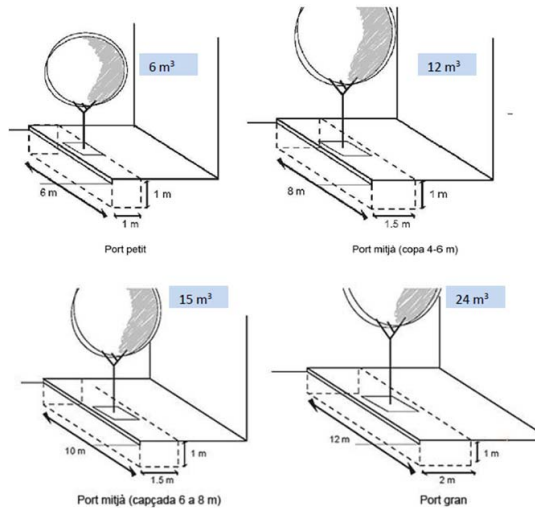 6 m³
6 m
1 m
1 m
Port petit
12 m³
8 m
1.5 m
1 m
Port mitjà (copa 4-6 m)
15 m³
10 m
1.5 m
1 m
Port mitjà (capçada 6 a 8 m)
24 m³
12 m
2 m
1 m
Port gran